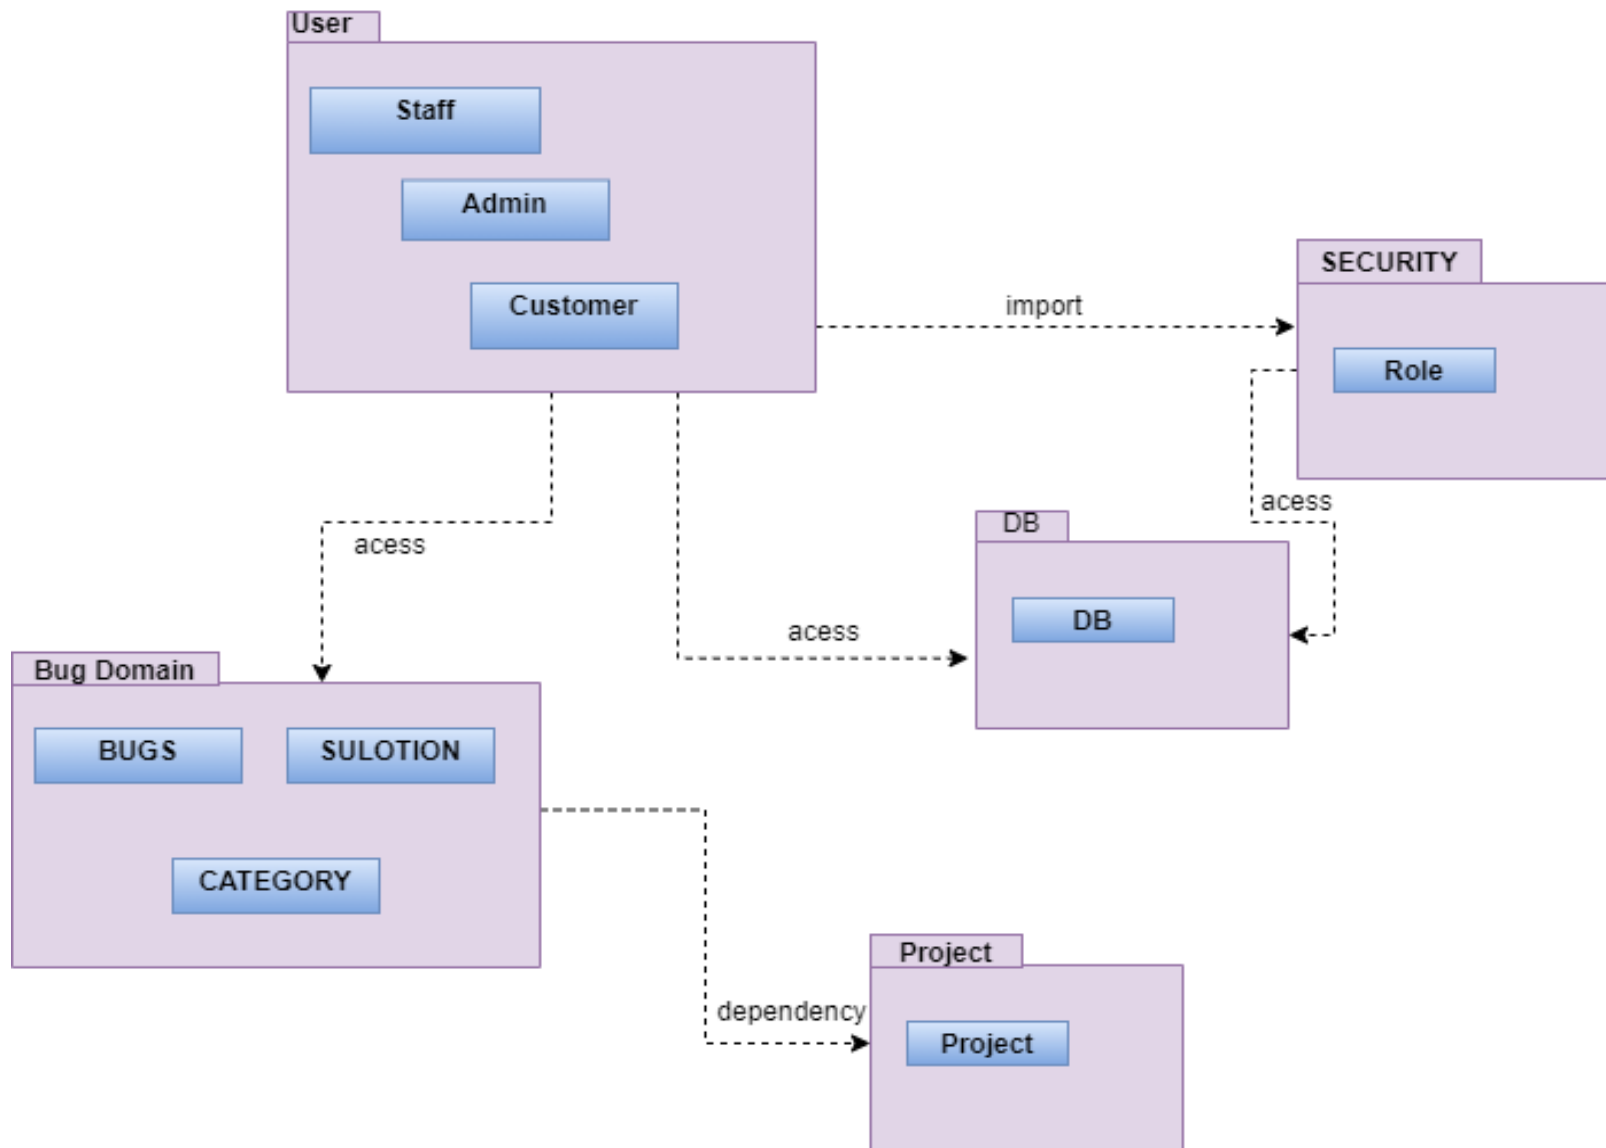 User
Staff
Admin
Customer
import
SECURITY
Role
acess
DB
DB
acess
acess
Bug Domain
BUGS
SULOTION
CATEGORY
dependency
Project
Project